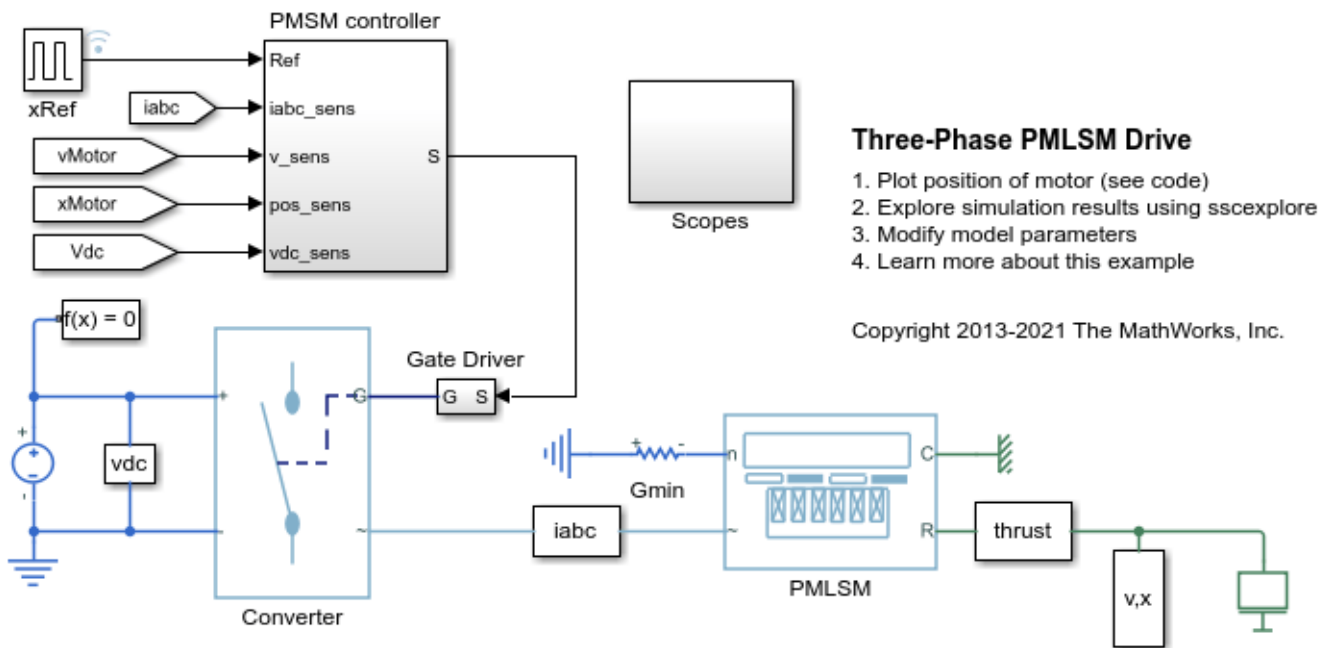 PMSM controller
xRef
Ref
iabc
iabc_sens
vMotor
v_sens
S
xMotor
pos_sens
Vdc
vdc_sens
Scopes
Three-Phase PMLSM Drive
1. Plot position of motor (see code)
2. Explore simulation results using sscexplore
3. Modify model parameters
4. Learn more about this example
Copyright 2013-2021 The MathWorks, Inc.
f(x) = 0
Gate Driver
+
G
G S
+
+
-
-
vdc
-
~
Converter
+ -
Gmin
iabc
n
C
~
R
PMLSM
thrust
v,x